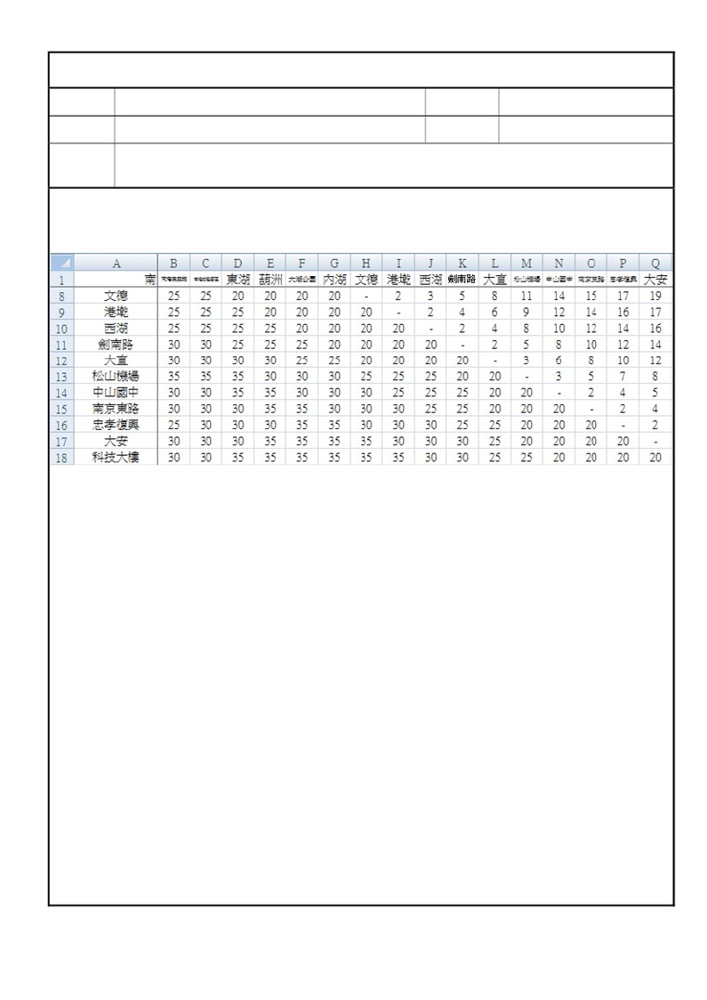 A B C D E F G H I J K L M N O P Q
1 南 東湖 葫洲 大湖公園 內湖 文德 港墘 西湖 劍南路 大直 松山機場 中山國中 南京東路 忠孝復興 大安
8 文德 25 25 20 20 20 20 - 2 3 5 8 11 14 15 17 19
9 港墘 25 25 25 20 20 20 20 - 2 4 6 9 12 14 16 17
10 西湖 25 25 25 25 20 20 20 20 - 2 4 8 10 12 14 16
11 劍南路 30 30 25 25 25 20 20 20 20 - 2 5 8 10 12 14
12 大直 30 30 30 30 25 25 20 20 20 20 - 3 6 8 10 12
13 松山機場 35 35 35 30 30 30 25 25 25 20 20 - 3 5 7 8
14 中山國中 30 30 35 35 30 30 30 25 25 25 20 20 - 2 4 5
15 南京東路 30 30 30 35 35 30 30 30 25 25 20 20 20 - 2 4
16 忠孝復興 25 30 30 30 35 35 30 30 30 25 25 20 20 20 - 2
17 大安 30 30 30 35 35 35 35 30 30 30 25 20 20 20 20 -
18 科技大樓 30 30 35 35 35 35 35 35 30 30 25 25 20 20 20 20